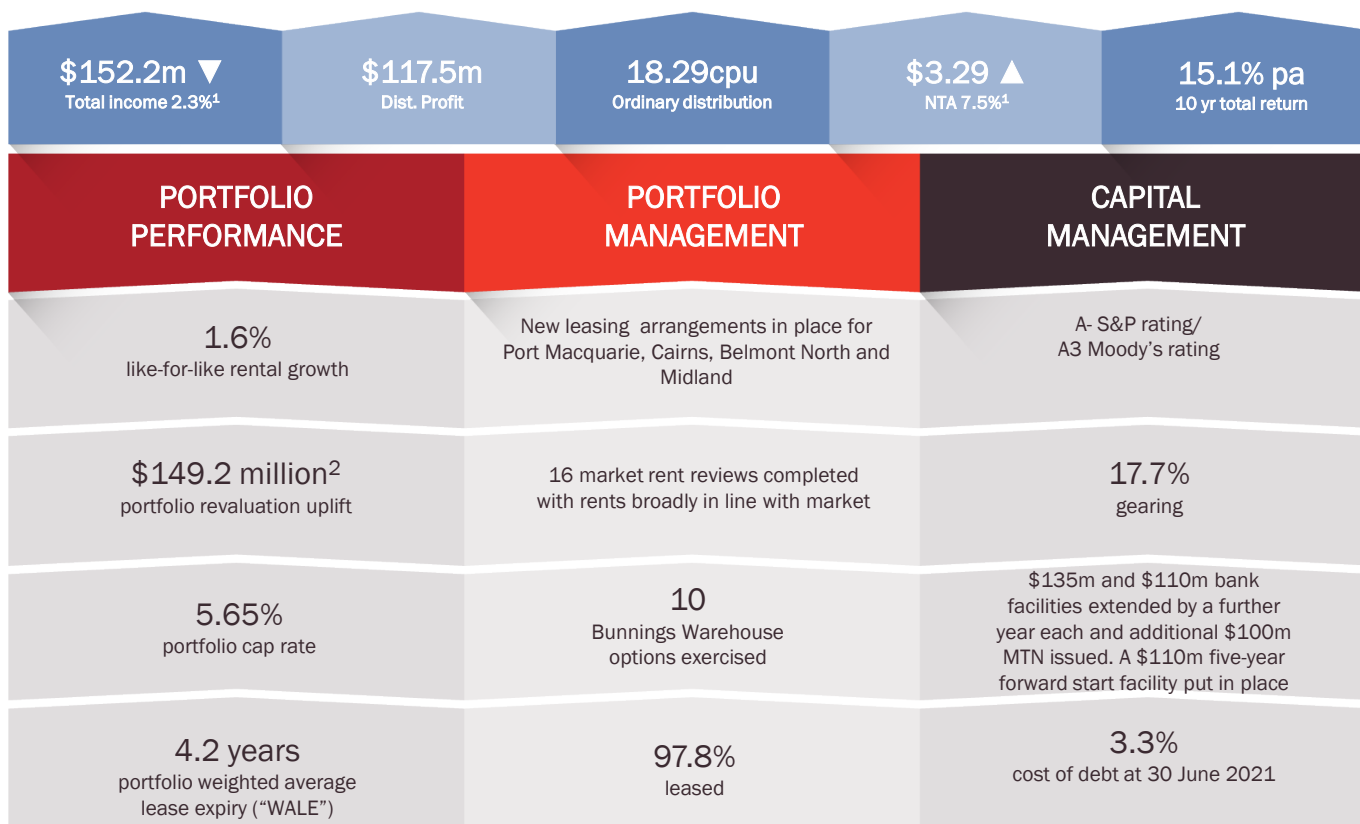 $152.2m ▼
Total income 2.3%¹
$117.5m
Dist. Profit
18.29cpu
Ordinary distribution
$3.29 ▲
NTA 7.5%¹
15.1% pa
10 yr total return
PORTFOLIO
PERFORMANCE
PORTFOLIO
MANAGEMENT
CAPITAL
MANAGEMENT
1.6%
like-for-like rental growth
New leasing arrangements in place for
Port Macquarie, Cairns, Belmont North and
Midland
A- S&P rating/
A3 Moody's rating
$149.2 million²
portfolio revaluation uplift
16 market rent reviews completed
with rents broadly in line with market
17.7%
gearing
5.65%
portfolio cap rate
10
Bunnings Warehouse
options exercised
$135m and $110m bank
facilities extended by a further
year each and additional $100m
MTN issued. A $110m five-year
forward start facility put in place
4.2 years
portfolio weighted average
lease expiry (“WALE”)
97.8%
leased
3.3%
cost of debt at 30 June 2021